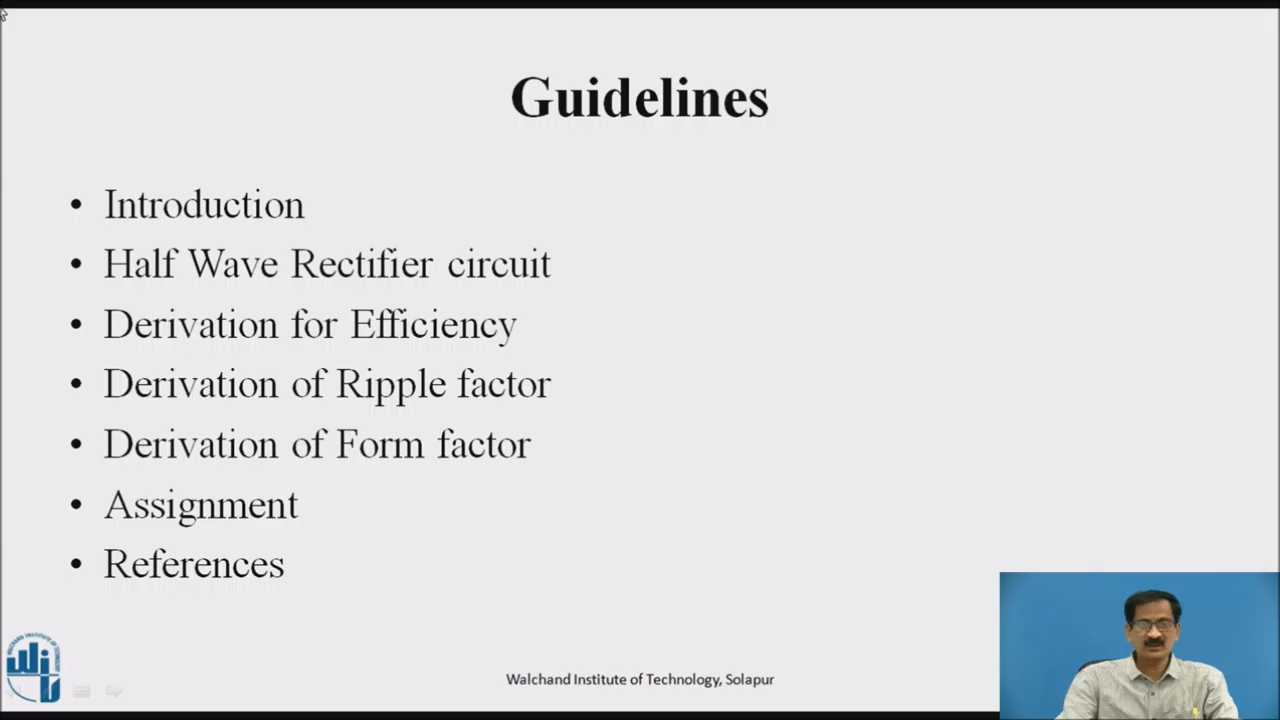 Guidelines
• Introduction
• Half Wave Rectifier circuit
• Derivation for Efficiency
• Derivation of Ripple factor
• Derivation of Form factor
• Assignment
• References
WIT
Walchand Institute of Technology, Solapur